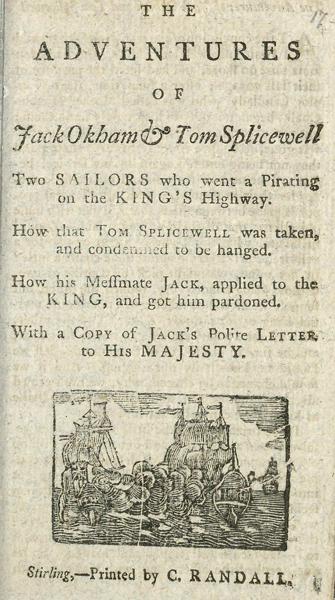 THE
ADVENTURES
OF
Jack Okham & Tom Splicewell
Two SAILORS who went a Pirating
on the KING'S Highway.
How that TOM SPLICEWELL was taken,
and condemned to be hanged.
How his Meſſmate JACK, applied to the
KING, and got him pardoned.
With a COPY of JACK'S Polite LETTER,
to HIS MAJESTY.
Stirling,—Printed by C. RANDALL.